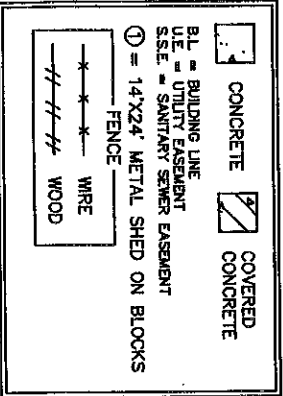 CONCRETE
COVERED
CONCRETE
B.L. = BUILDING LINE
U.E. = UTILITY EASEMENT
S.S.E. = SANITARY SEWER EASEMENT
① = 14'X24' METAL SHED ON BLOCKS
FENCE
WIRE
WOOD